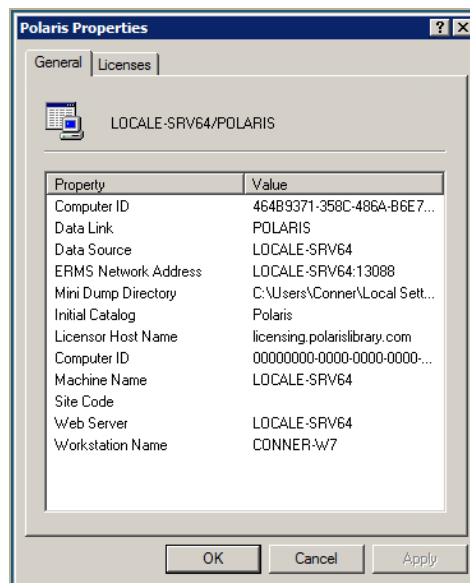 Polaris Properties
General Licenses
LOCALE-SRV64/POLARIS
Property Value
Computer ID 464B9371-358C-486A-B6E7...
Data Link POLARIS
Data Source LOCALE-SRV64
ERMS Network Address LOCALE-SRV64:13088
Mini Dump Directory C:\Users\Conner\Local Sett...
Initial Catalog Polaris
Licensor Host Name licensing.polarislibrary.com
Computer ID 00000000-0000-0000-0000-...
Machine Name LOCALE-SRV64
Site Code
Web Server LOCALE-SRV64
Workstation Name CONNER-W7
OK Cancel Apply